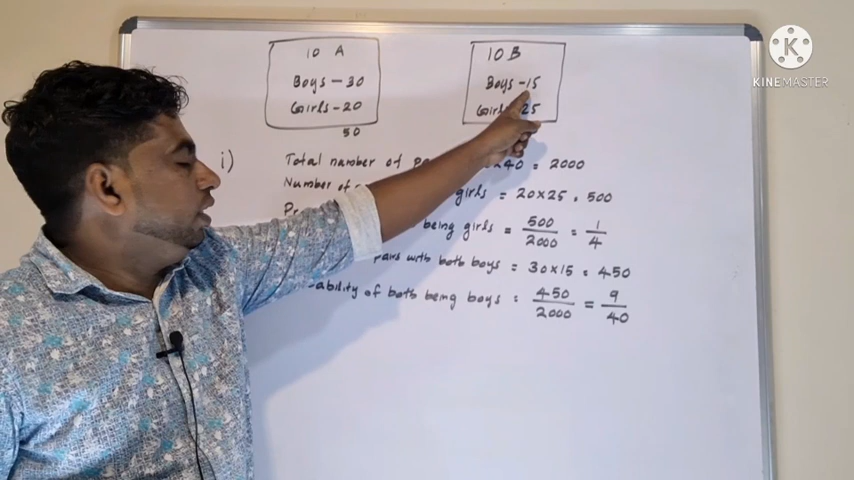 10 A
Boys - 30
Girls - 20
50
10 B
Boys - 15
Girls 25
i) Total number of 40 = 2000
Number of girls = 20 x 25 = 500
being girls = 500/2000 = 1/4
pairs with both boys = 30 x 15 = 450
ability of both being boys = 450/2000 = 9/40
KINEMASTER